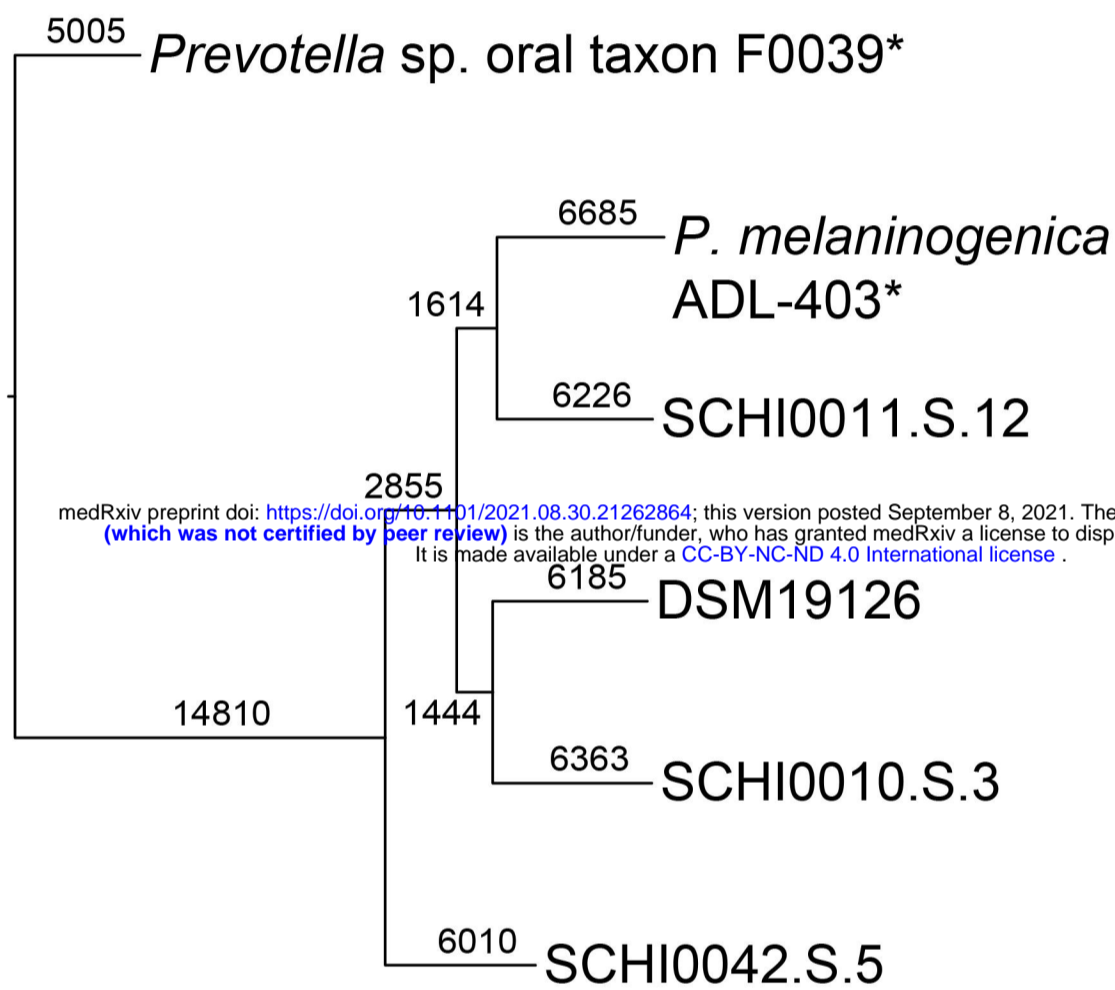 5005
Prevotella sp. oral taxon F0039*
6685
P. melaninogenica
ADL-403*
1614
6226
SCHI0011.S.12
2855
medRxiv preprint doi: https://doi.org/10.1101/2021.08.30.21262864; this version posted September 8, 2021. The
(which was not certified by peer review) is the author/funder, who has granted medRxiv a license to disp
It is made available under a CC-BY-NC-ND 4.0 International license .
6185
DSM19126
14810
1444
6363
SCHI0010.S.3
6010
SCHI0042.S.5